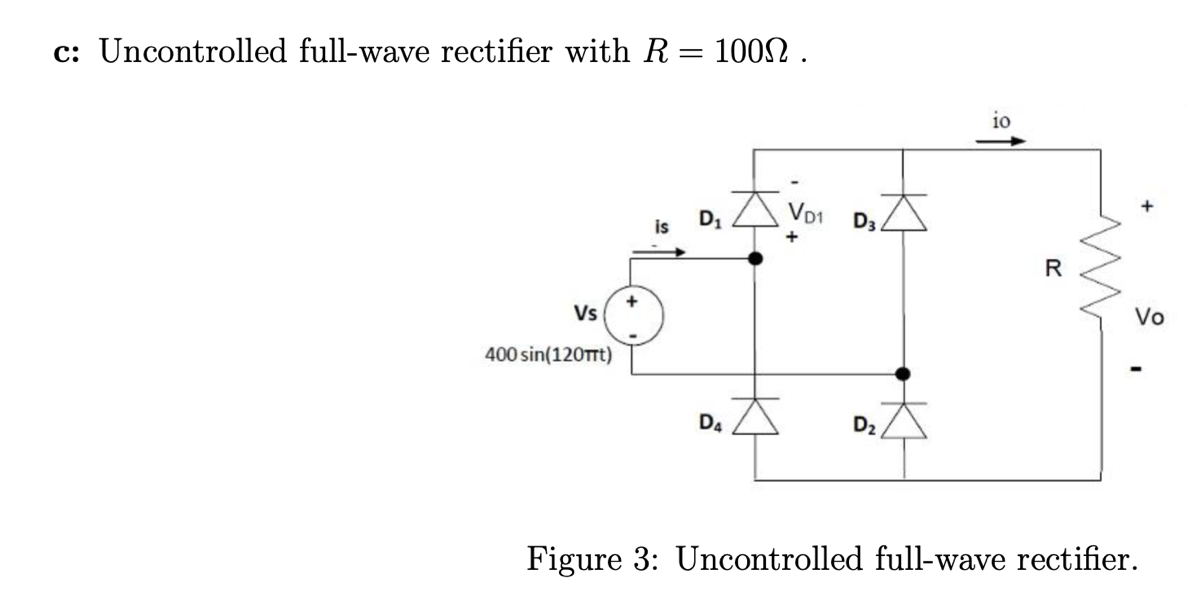 c: Uncontrolled full-wave rectifier with R = 100Ω .
io
-
+
D₁
VD1
D₃
is
-
+
R
+
Vs
Vo
-
400 sin(120πt)
-
D₄
D₂
Figure 3: Uncontrolled full-wave rectifier.